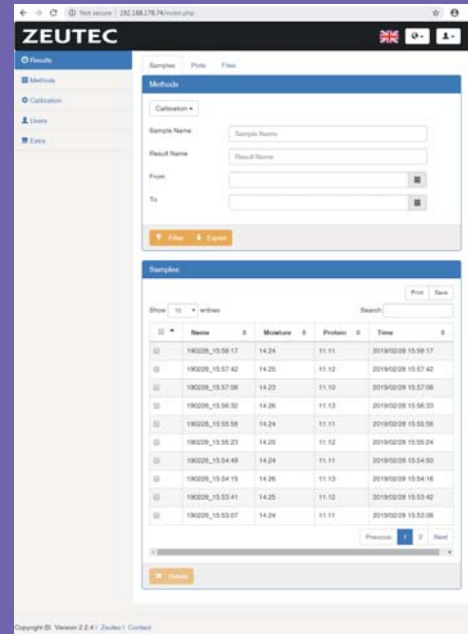 Not secure | 192.168.178.74/index.php
ZEUTEC
Results
Methods
Calibration
Users
Extra
Samples Plots Files
Methods
Calibration
Sample Name Sample Name
Result Name Result Name
From
To
Filter Export
Samples
Print Save
Show 10 entries Search:
Name Moisture Protein Time
190228_15:58:17 14.24 11.11 2019/02/28 15:58:17
190228_15:57:42 14.25 11.12 2019/02/28 15:57:42
190228_15:57:08 14.23 11.10 2019/02/28 15:57:08
190228_15:56:32 14.26 11.13 2019/02/28 15:56:33
190228_15:55:58 14.24 11.11 2019/02/28 15:55:58
190228_15:55:23 14.25 11.12 2019/02/28 15:55:24
190228_15:54:49 14.24 11.11 2019/02/28 15:54:50
190228_15:54:15 14.26 11.13 2019/02/28 15:54:16
190228_15:53:41 14.25 11.12 2019/02/28 15:53:42
190228_15:53:07 14.24 11.11 2019/02/28 15:53:08
Previous 1 2 Next
Delete
Copyright ©. Version 2.2.4 | Zeutec | Contact